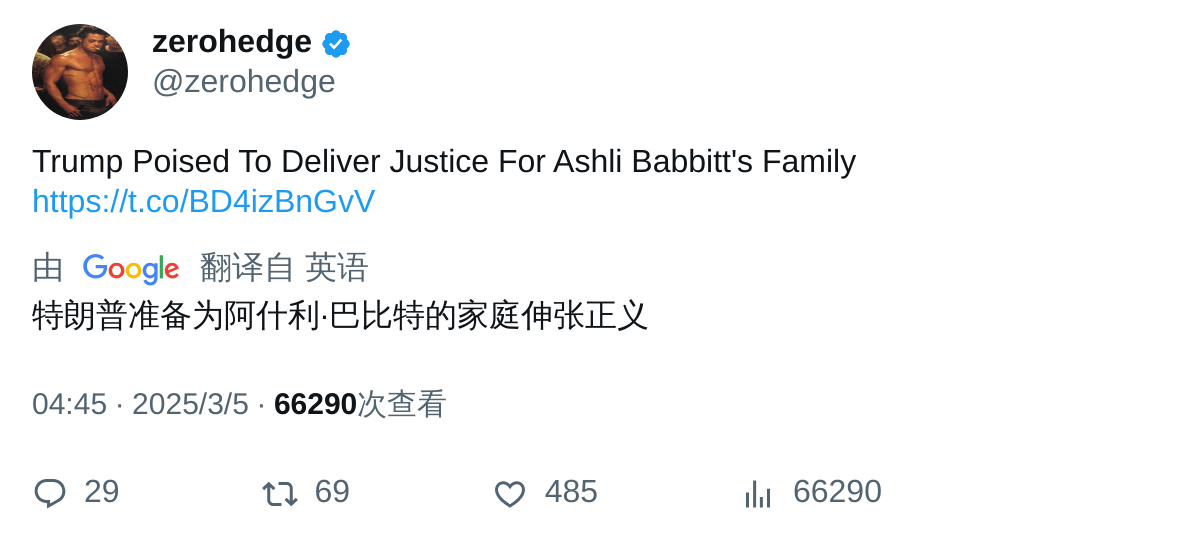 zerohedge
@zerohedge
Trump Poised To Deliver Justice For Ashli Babbitt's Family
https://t.co/BD4izBnGvV
由 Google 翻译自 英语
特朗普准备为阿什利·巴比特的家庭伸张正义
04:45 · 2025/3/5 · 66290次查看
29 69 485 66290